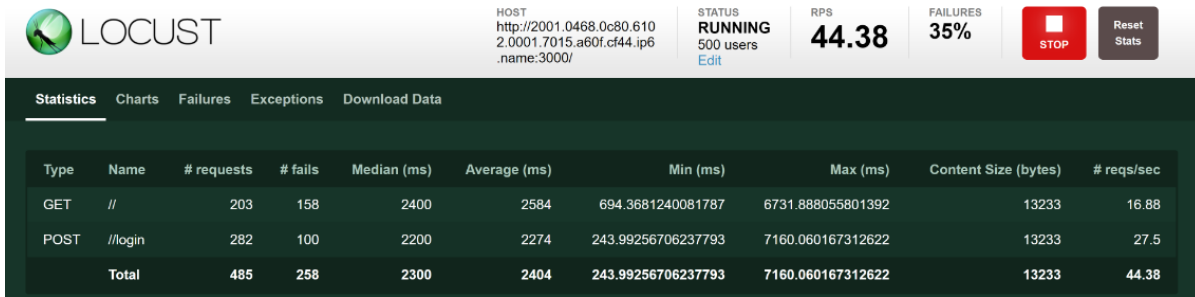 LOCUST
HOST
http://2001.0468.0c80.610
2.0001.7015.a60f.cf44.ip6
.name:3000/
STATUS
RUNNING
500 users
Edit
RPS
44.38
FAILURES
35%
STOP
Reset
Stats
Statistics Charts Failures Exceptions Download Data
Type Name # requests # fails Median (ms) Average (ms) Min (ms) Max (ms) Content Size (bytes) # reqs/sec
GET // 203 158 2400 2584 694.3681240081787 6731.888055801392 13233 16.88
POST //login 282 100 2200 2274 243.99256706237793 7160.060167312622 13233 27.5
Total 485 258 2300 2404 243.99256706237793 7160.060167312622 13233 44.38